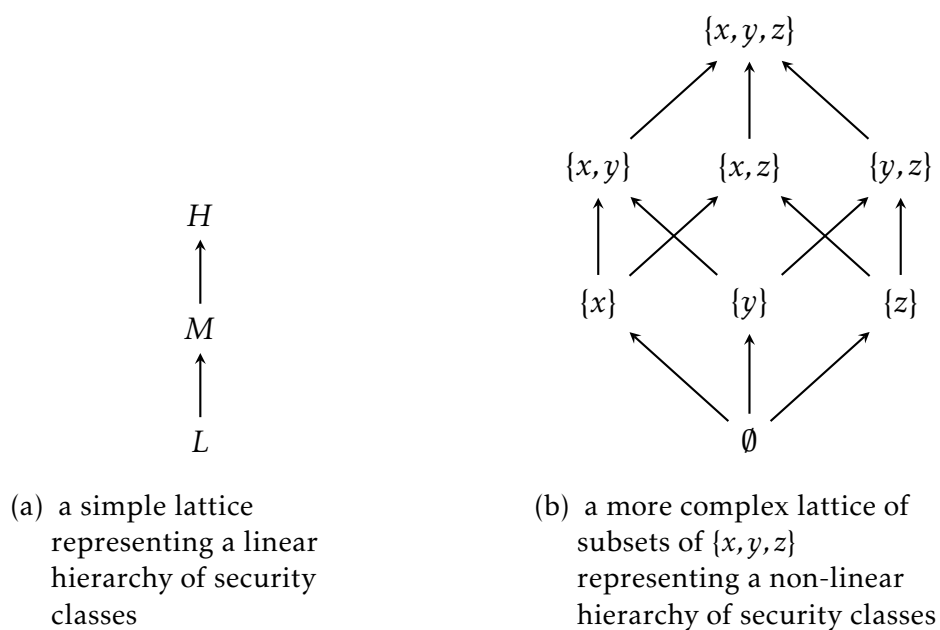 {x, y, z}
{x, y} {x, z} {y, z}
H
{x} {y} {z}
M
L
∅
(a) a simple lattice
representing a linear
hierarchy of security
classes
(b) a more complex lattice of
subsets of {x, y, z}
representing a non-linear
hierarchy of security classes